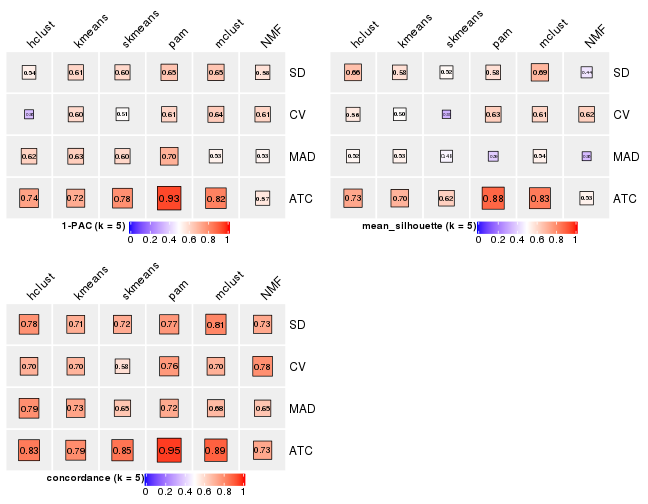 hclust kmeans skmeans pam mclust NMF
0.54 0.61 0.60 0.65 0.65 0.58 SD
0.60 0.51 0.61 0.64 0.61 CV
0.62 0.63 0.60 0.70 0.53 0.53 MAD
0.74 0.72 0.78 0.93 0.82 0.57 ATC
1-PAC (k = 5)
0 0.2 0.4 0.6 0.8 1
hclust kmeans skmeans pam mclust NMF
0.66 0.58 0.52 0.58 0.69 0.44 SD
0.56 0.50 0.63 0.61 0.62 CV
0.52 0.53 0.54 MAD
0.73 0.70 0.62 0.88 0.83 0.53 ATC
mean_silhouette (k = 5)
0 0.2 0.4 0.6 0.8 1
hclust kmeans skmeans pam mclust NMF
0.78 0.71 0.72 0.77 0.81 0.73 SD
0.70 0.70 0.58 0.76 0.70 0.78 CV
0.79 0.73 0.65 0.72 0.68 0.65 MAD
0.83 0.79 0.85 0.95 0.89 0.73 ATC
concordance (k = 5)
0 0.2 0.4 0.6 0.8 1